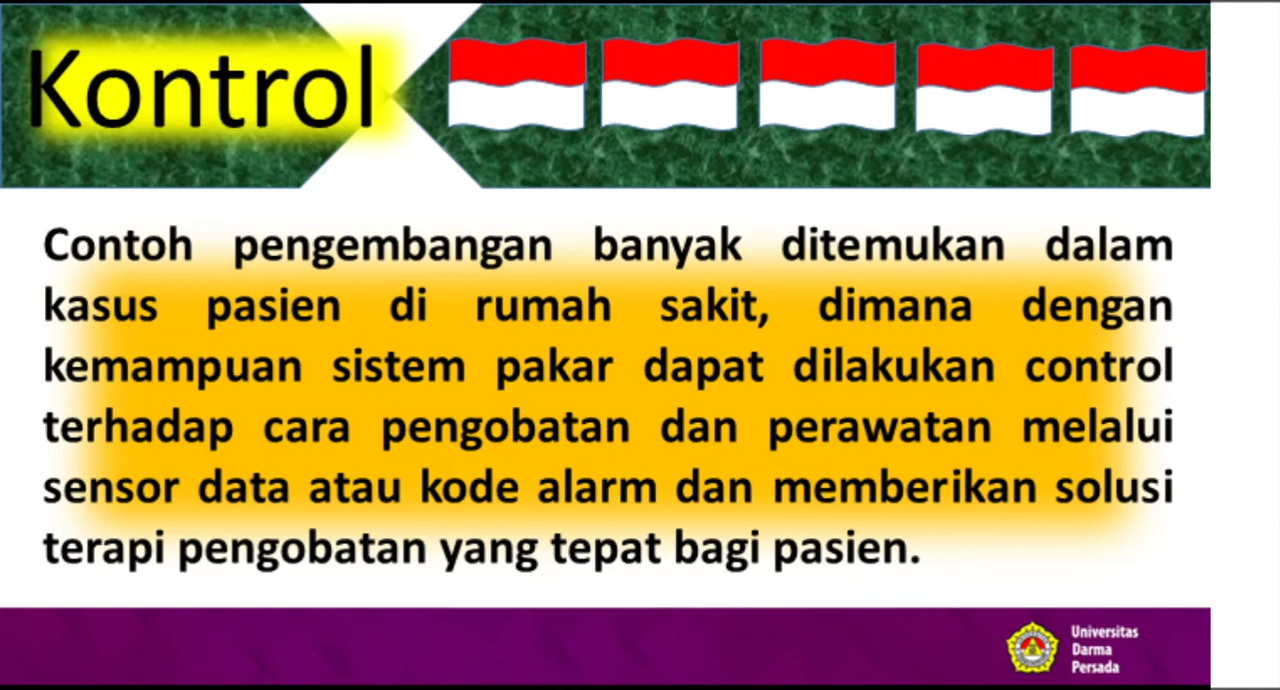 Kontrol
Contoh pengembangan banyak ditemukan dalam
kasus pasien di rumah sakit, dimana dengan
kemampuan sistem pakar dapat dilakukan control
terhadap cara pengobatan dan perawatan melalui
sensor data atau kode alarm dan memberikan solusi
terapi pengobatan yang tepat bagi pasien.
Universitas
Darma
Persada